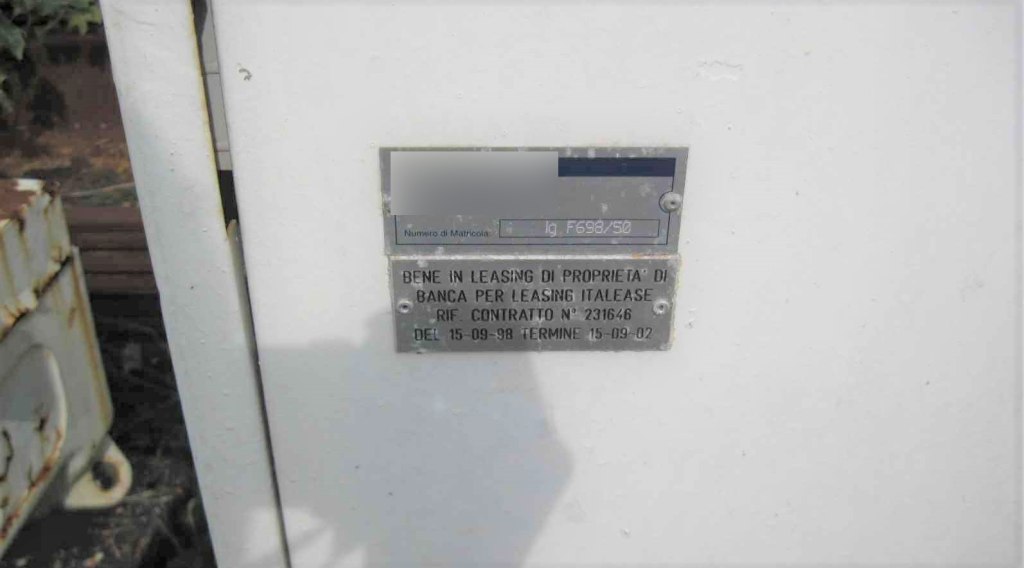 Numero di Matricola: Ig F698/50
BENE IN LEASING DI PROPRIETA' DI
BANCA PER LEASING ITALEASE
RIF. CONTRATTO N° 231646
DEL 15-09-98 TERMINE 15-09-02